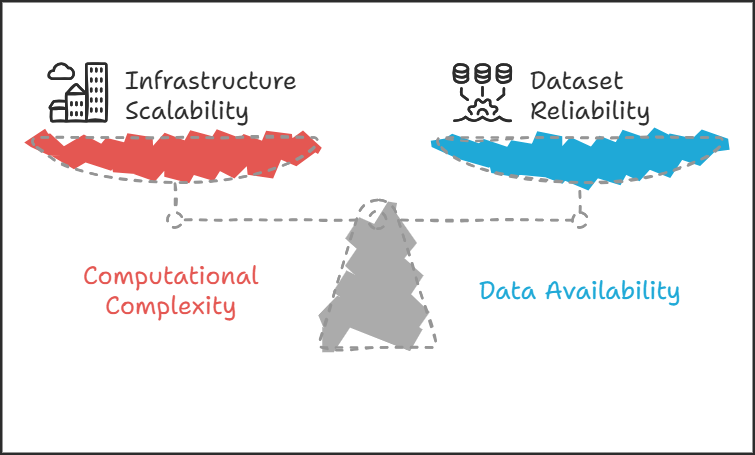 Infrastructure
Scalability
Dataset
Reliability
Computational
Complexity
Data Availability